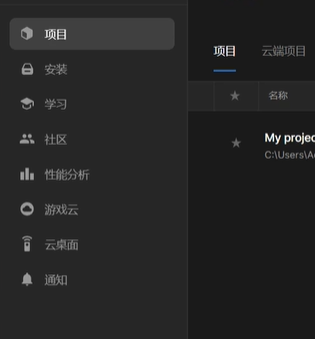 项目
安装
学习
社区
性能分析
游戏云
云桌面
通知
项目 云端项目
名称
My projec
C:\Users\A